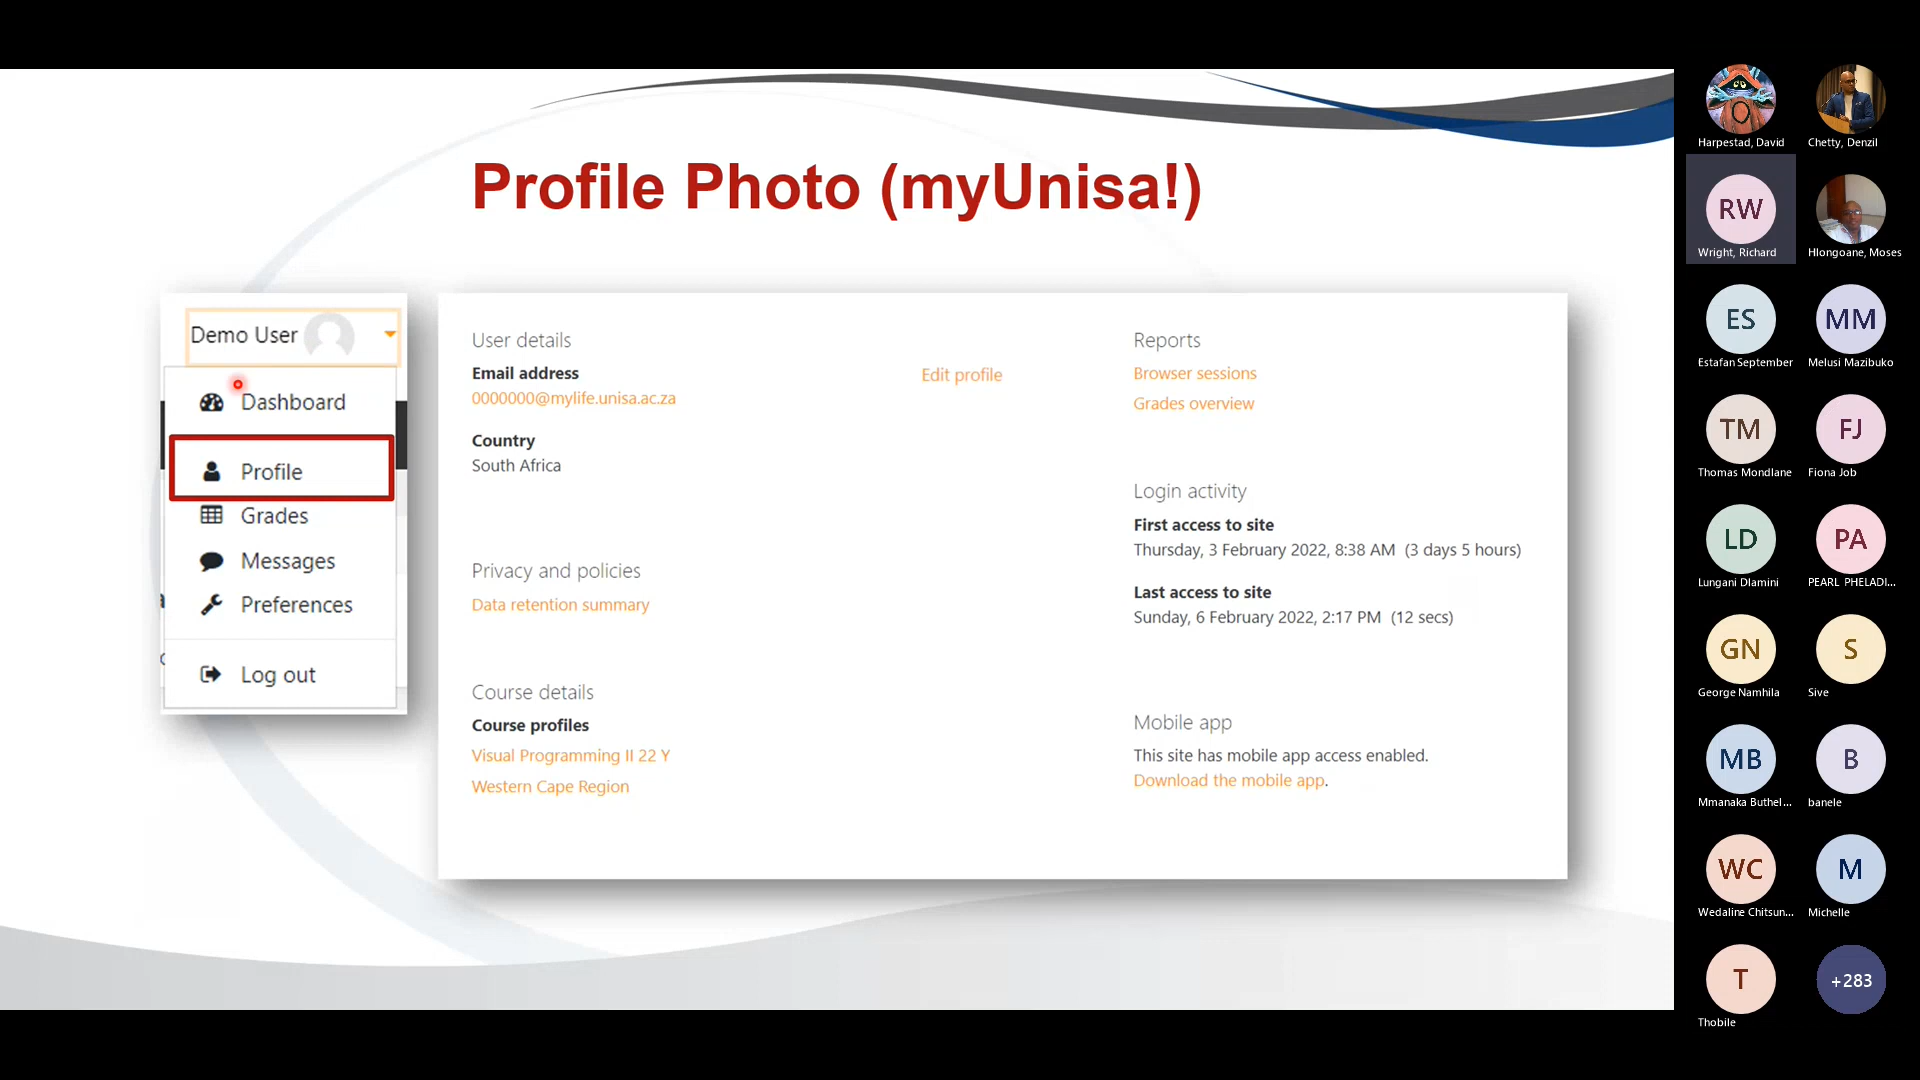 Profile Photo (myUnisa!)
Demo User
Dashboard
Profile
Grades
Messages
Preferences
Log out
User details
Email address
0000000@mylife.unisa.ac.za
Edit profile
Country
South Africa
Privacy and policies
Data retention summary
Course details
Course profiles
Visual Programming II 22 Y
Western Cape Region
Reports
Browser sessions
Grades overview
Login activity
First access to site
Thursday, 3 February 2022, 8:38 AM (3 days 5 hours)
Last access to site
Sunday, 6 February 2022, 2:17 PM (12 secs)
Mobile app
This site has mobile app access enabled.
Download the mobile app.
Harpestad, David
Chetty, Denzil
RW
Wright, Richard
Hlongoane, Moses
ES
Estafan September
MM
Melusi Mazibuko
TM
Thomas Mondlane
FJ
Fiona Job
LD
Lungani Dlamini
PA
PEARL PHELADI...
GN
George Namhila
S
Sive
MB
Mmanaka Buthel...
B
banele
WC
Wedaline Chitsun...
M
Michelle
T
Thobile
+283